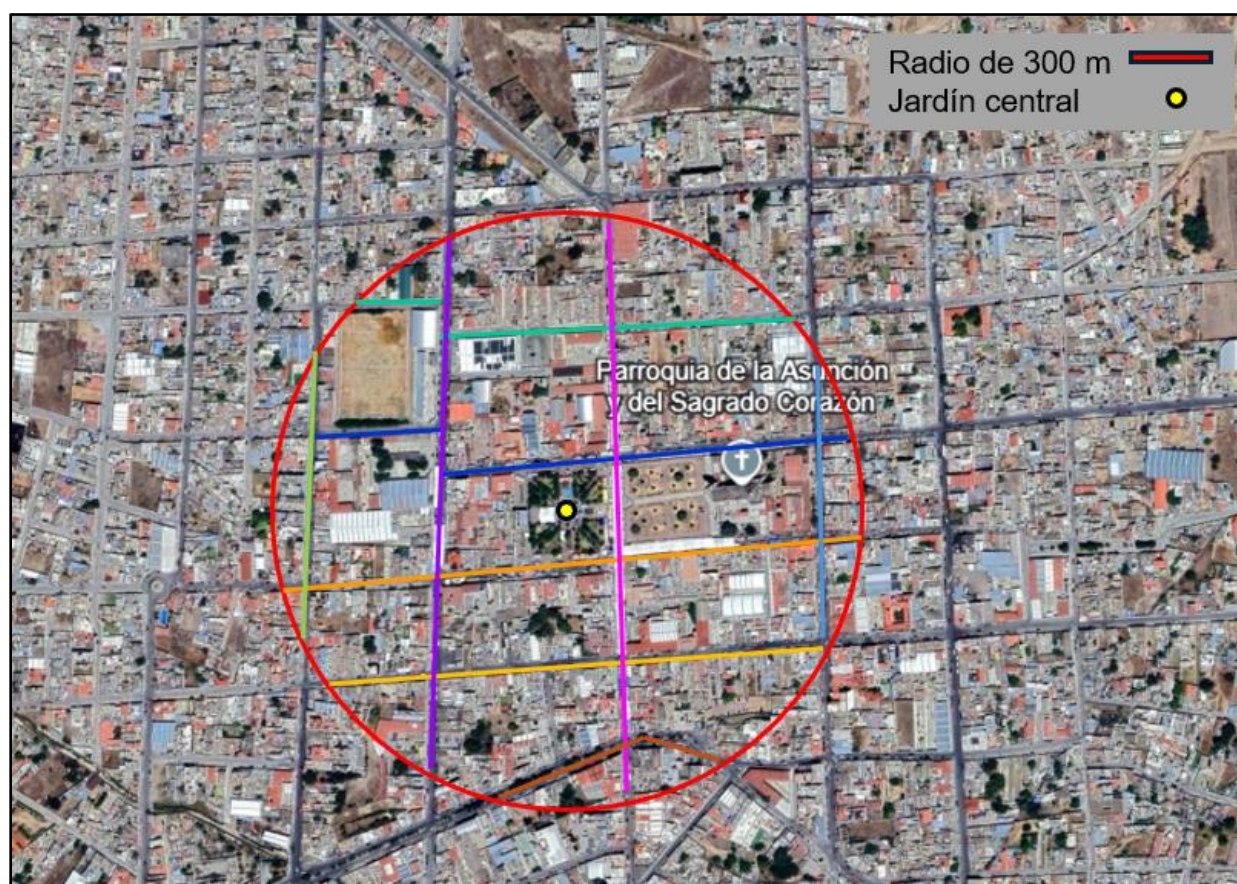 Radio de 300 m
Jardín central
Parroquia de la Asunción
y del Sagrado Corazón